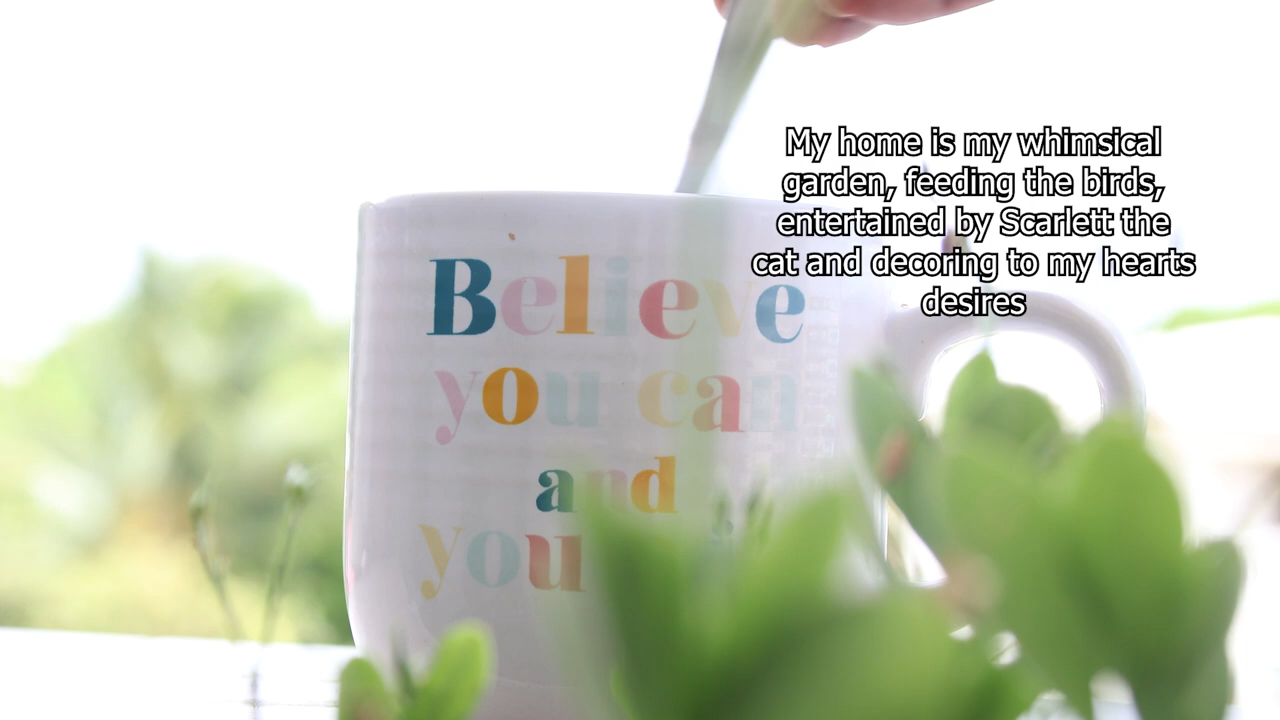 My home is my whimsical
garden, feeding the birds,
entertained by Scarlett the
cat and decoring to my hearts
desires
Believe
you can
and
you